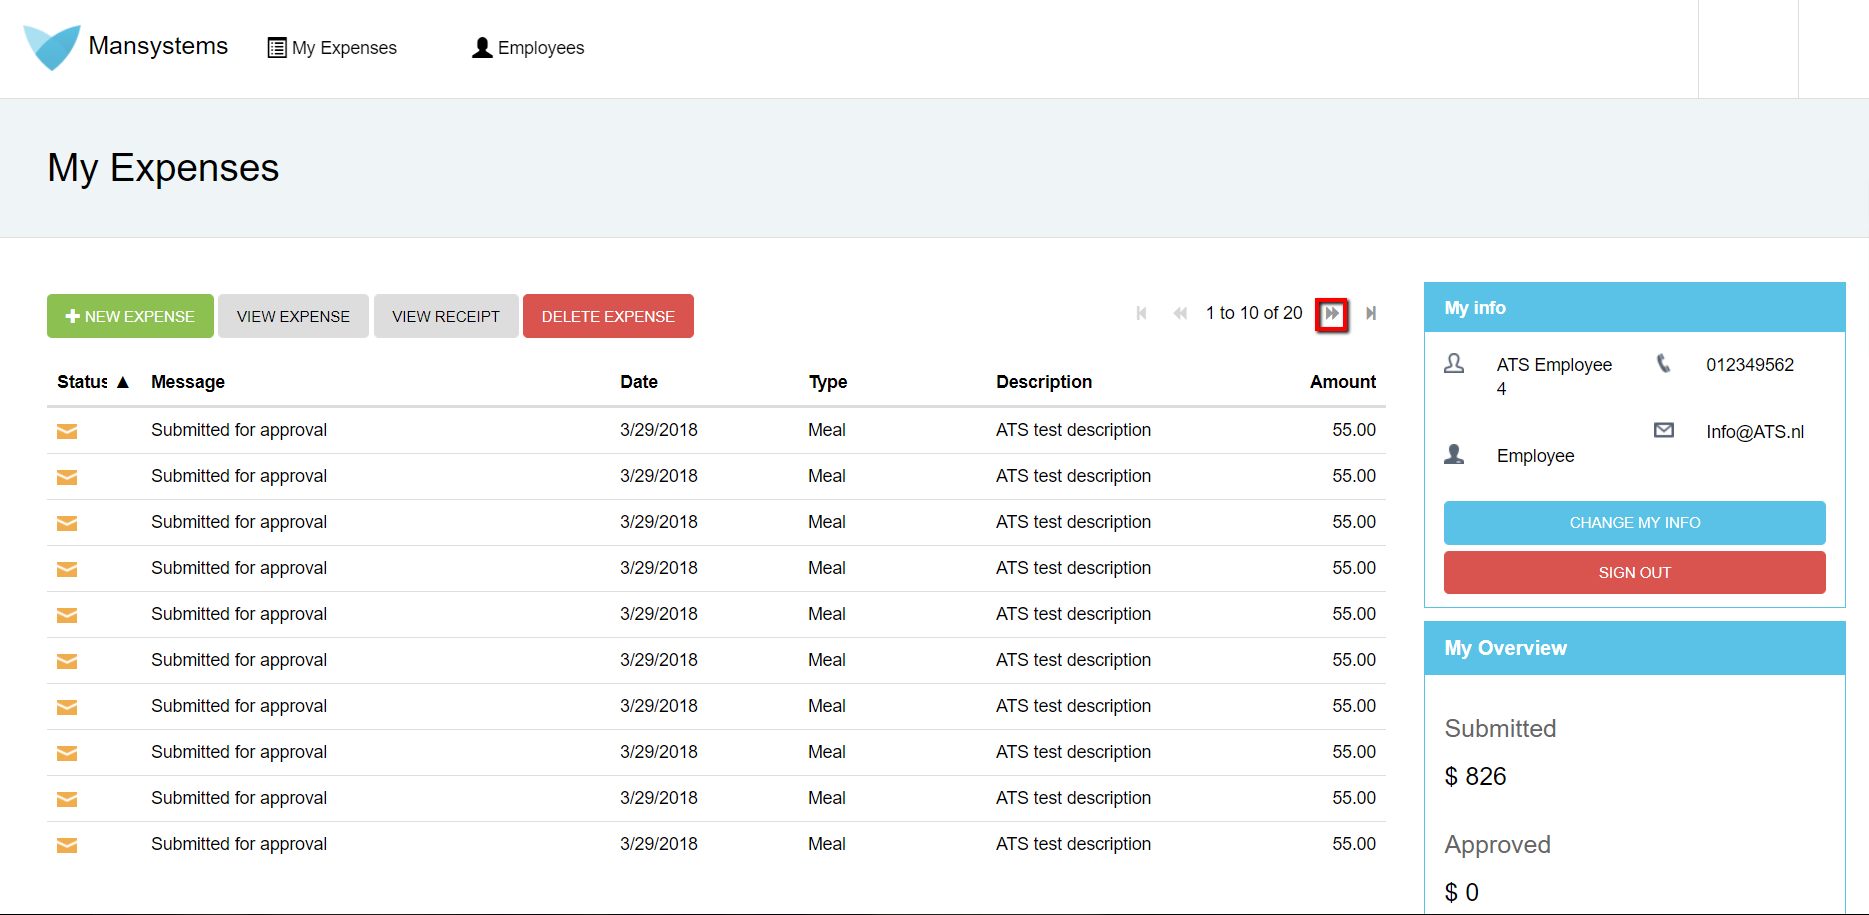 Mansystems My Expenses Employees
My Expenses
NEW EXPENSE VIEW EXPENSE VIEW RECEIPT DELETE EXPENSE 1 to 10 of 20
Status ▲ Message Date Type Description Amount
Submitted for approval 3/29/2018 Meal ATS test description 55.00
Submitted for approval 3/29/2018 Meal ATS test description 55.00
Submitted for approval 3/29/2018 Meal ATS test description 55.00
Submitted for approval 3/29/2018 Meal ATS test description 55.00
Submitted for approval 3/29/2018 Meal ATS test description 55.00
Submitted for approval 3/29/2018 Meal ATS test description 55.00
Submitted for approval 3/29/2018 Meal ATS test description 55.00
Submitted for approval 3/29/2018 Meal ATS test description 55.00
Submitted for approval 3/29/2018 Meal ATS test description 55.00
Submitted for approval 3/29/2018 Meal ATS test description 55.00
My info
ATS Employee
4
012349562
Info@ATS.nl
Employee
CHANGE MY INFO
SIGN OUT
My Overview
Submitted
$ 826
Approved
$ 0